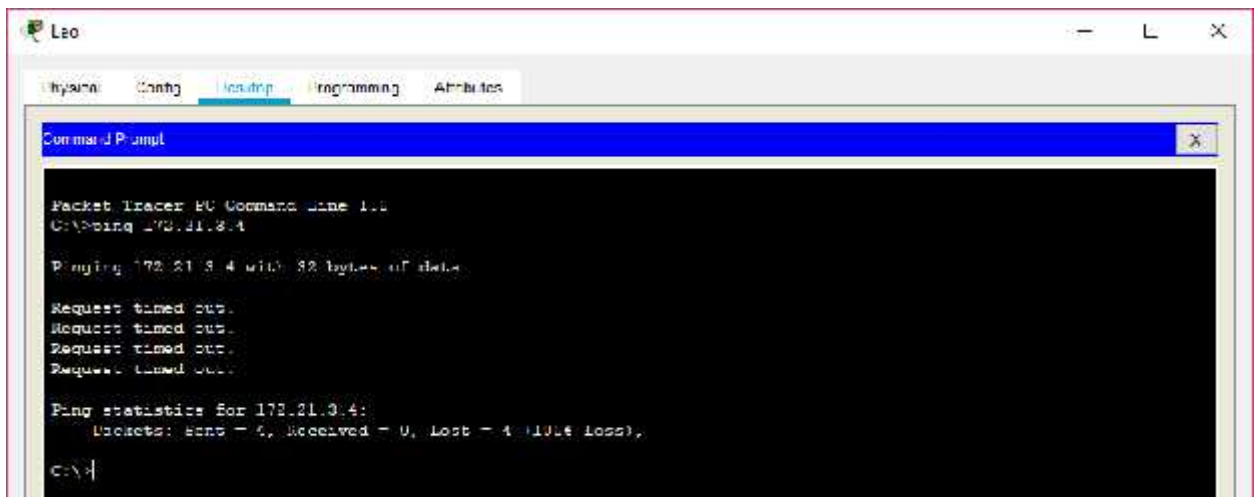 Leo
Physical Config Desktop Programming Attributes
Command Prompt X
Packet Tracer PC Command Line 1.0
C:\>ping 172.21.3.4
Pinging 172.21.3.4 with 32 bytes of data
Request timed out.
Request timed out.
Request timed out.
Request timed out.
Ping statistics for 172.21.3.4:
Packets: Sent = 4, Received = 0, Lost = 4 loss),
C:\>